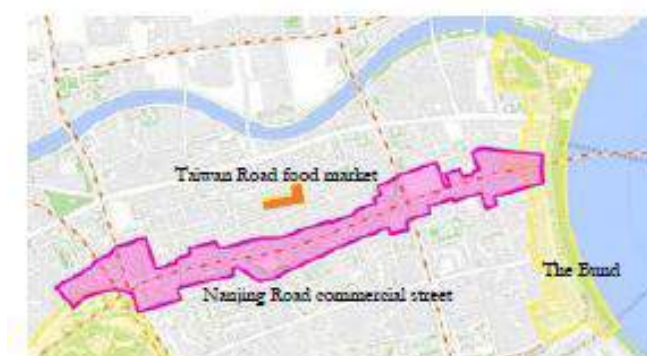 Taiwan Road food market
The Bund
Nanjing Road commercial street